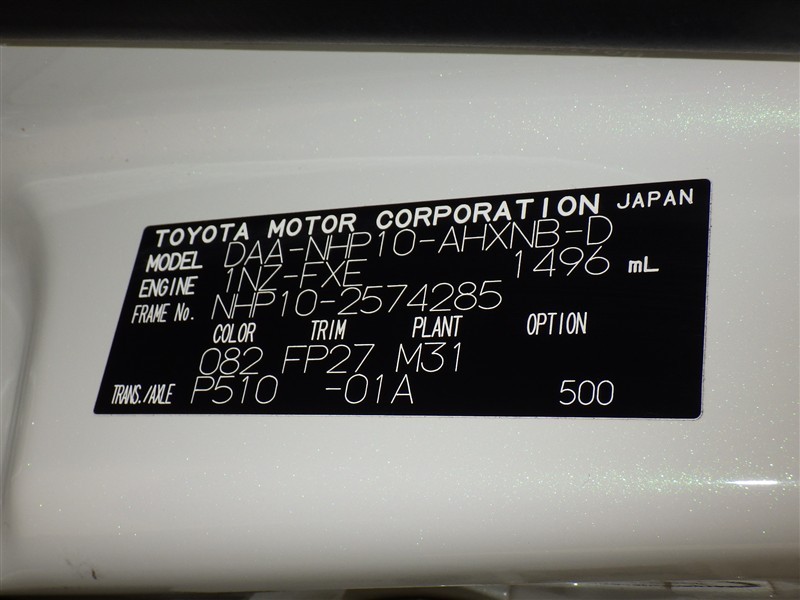 TOYOTA MOTOR CORPORATION JAPAN
MODEL DAA-NHP10-AHXNB-D
ENGINE 1NZ-FXE 1496 mL
FRAME No. NHP10-2574285
COLOR TRIM PLANT OPTION
082 FP27 M31
TRANS./AXLE P510 -01A 500